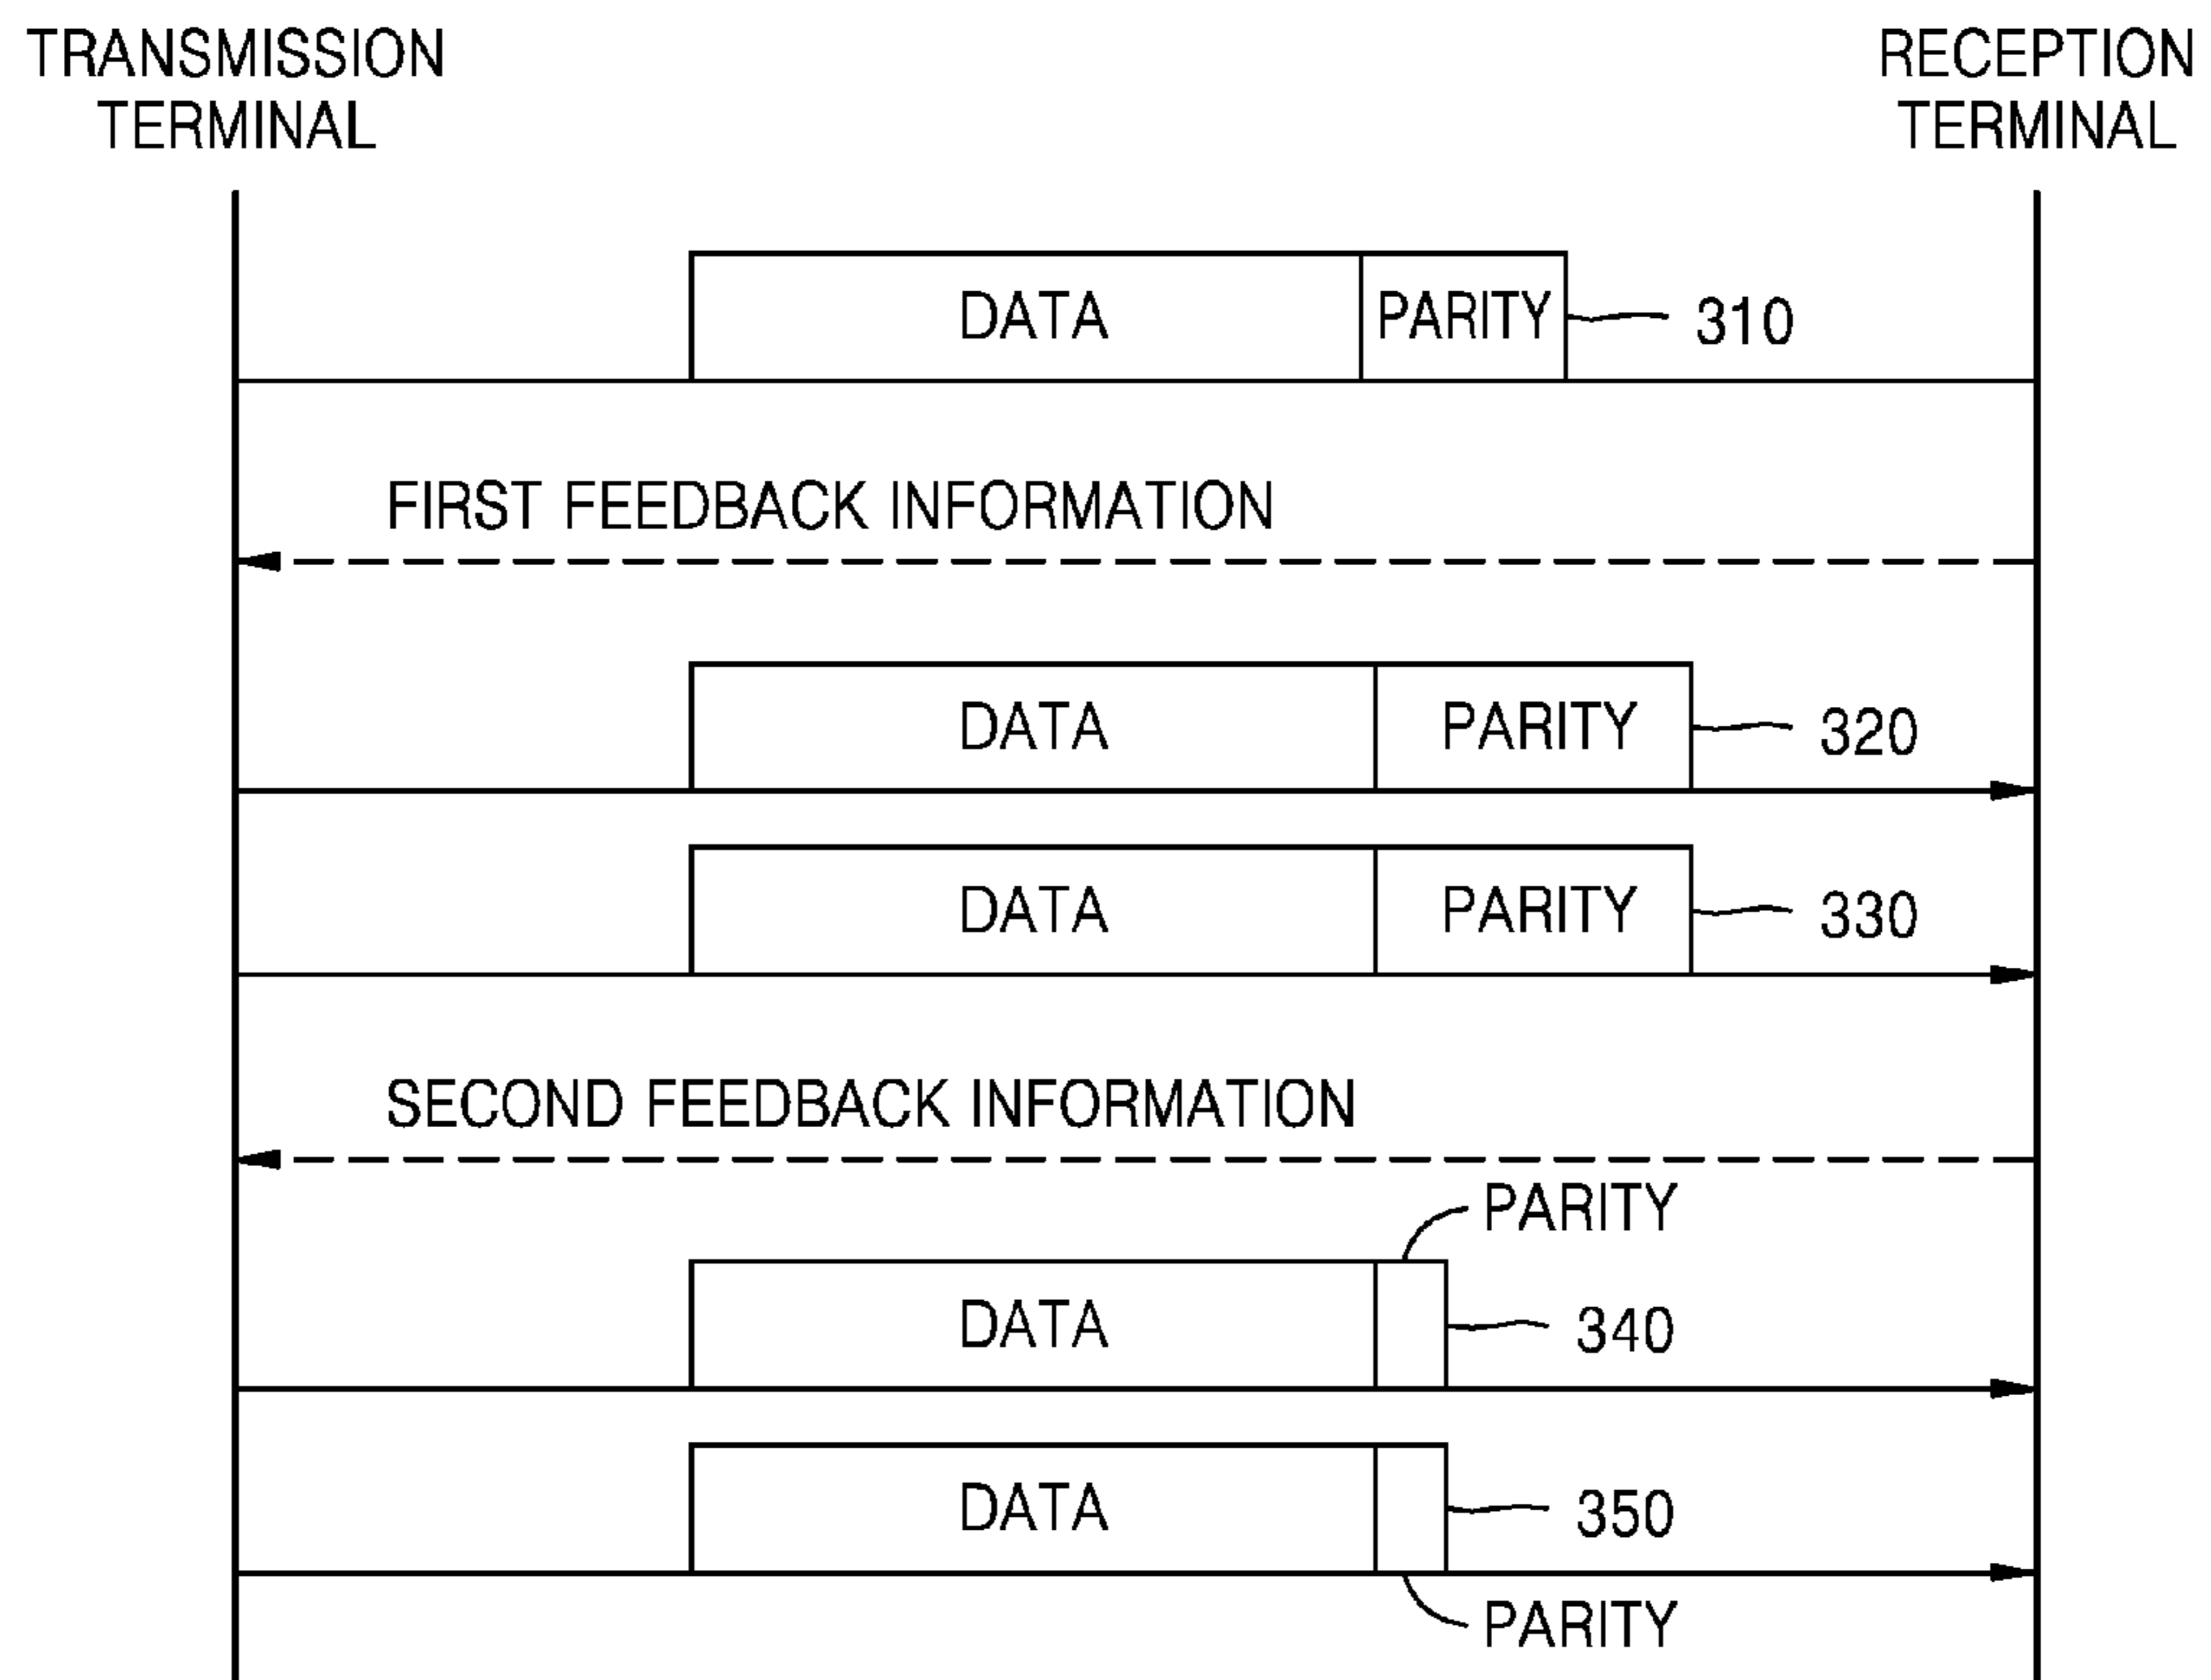 TRANSMISSION
TERMINAL
RECEPTION
TERMINAL
DATA PARITY 310
FIRST FEEDBACK INFORMATION
DATA PARITY 320
DATA PARITY 330
SECOND FEEDBACK INFORMATION
PARITY
DATA 340
DATA 350
PARITY